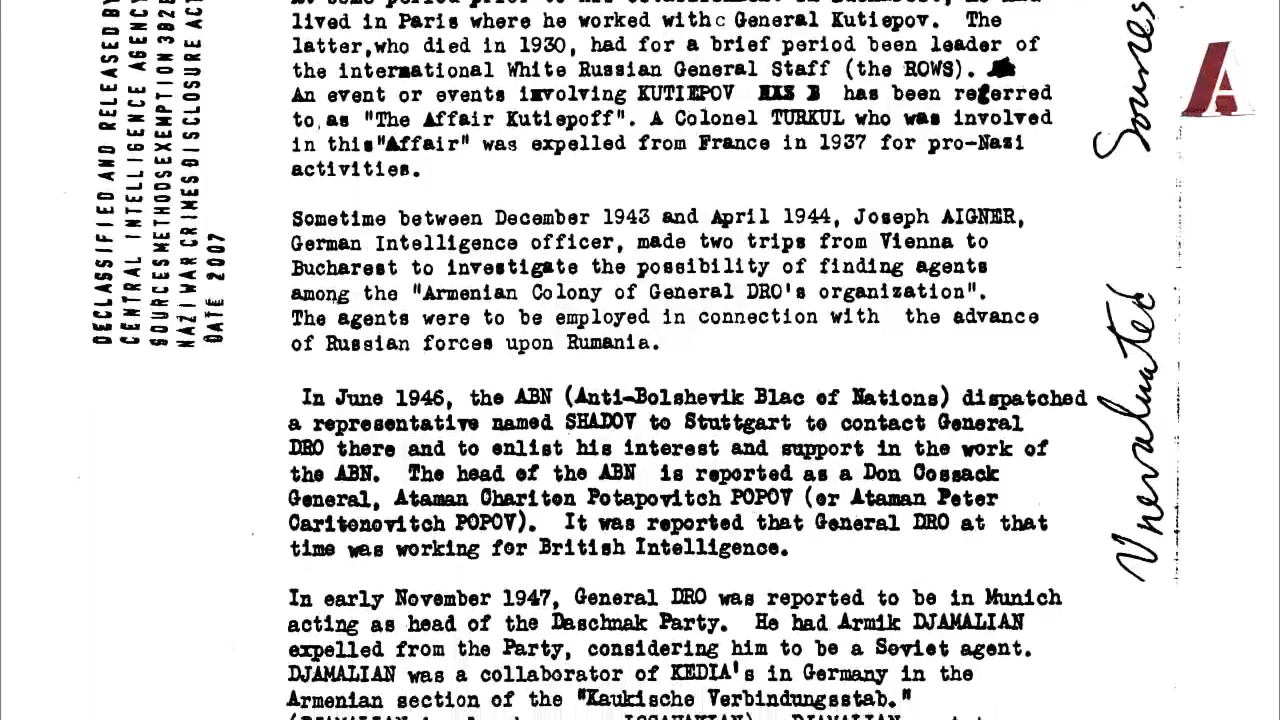 lived in Paris where he worked withc General Kutiepov. The
latter,who died in 1930, had for a brief period been leader of
the international White Russian General Staff (the ROWS).
An event or events involving KUTIEPOV has been referred
to as "The Affair Kutiepoff". A Colonel TURKUL who was involved
in this"Affair" was expelled from France in 1937 for pro-Nazi
activities.
Sometime between December 1943 and April 1944, Joseph AIGNER,
German Intelligence officer, made two trips from Vienna to
Bucharest to investigate the possibility of finding agents
among the "Armenian Colony of General DRO's organization".
The agents were to be employed in connection with the advance
of Russian forces upon Rumania.
In June 1946, the ABN (Anti-Bolshevik Blac of Nations) dispatched
a representative named SHADOV to Stuttgart to contact General
DRO there and to enlist his interest and support in the work of
the ABN. The head of the ABN is reported as a Don Cossack
General, Ataman Chariton Potapovitch POPOV (or Ataman Peter
Caritonovitch POPOV). It was reported that General DRO at that
time was working for British Intelligence.
In early November 1947, General DRO was reported to be in Munich
acting as head of the Daschnak Party. He had Armik DJAMALIAN
expelled from the Party, considering him to be a Soviet agent.
DJAMALIAN was a collaborator of KEDIA's in Germany in the
Armenian section of the "Kaukische Verbindungsstab."
DECLASSIFIED AND RELEASED BY
CENTRAL INTELLIGENCE AGENCY
SOURCESMETHODSEXEMPTION 3B2B
NAZI WAR CRIMES DISCLOSURE ACT
DATE 2007
Unevaluated
Sources
A